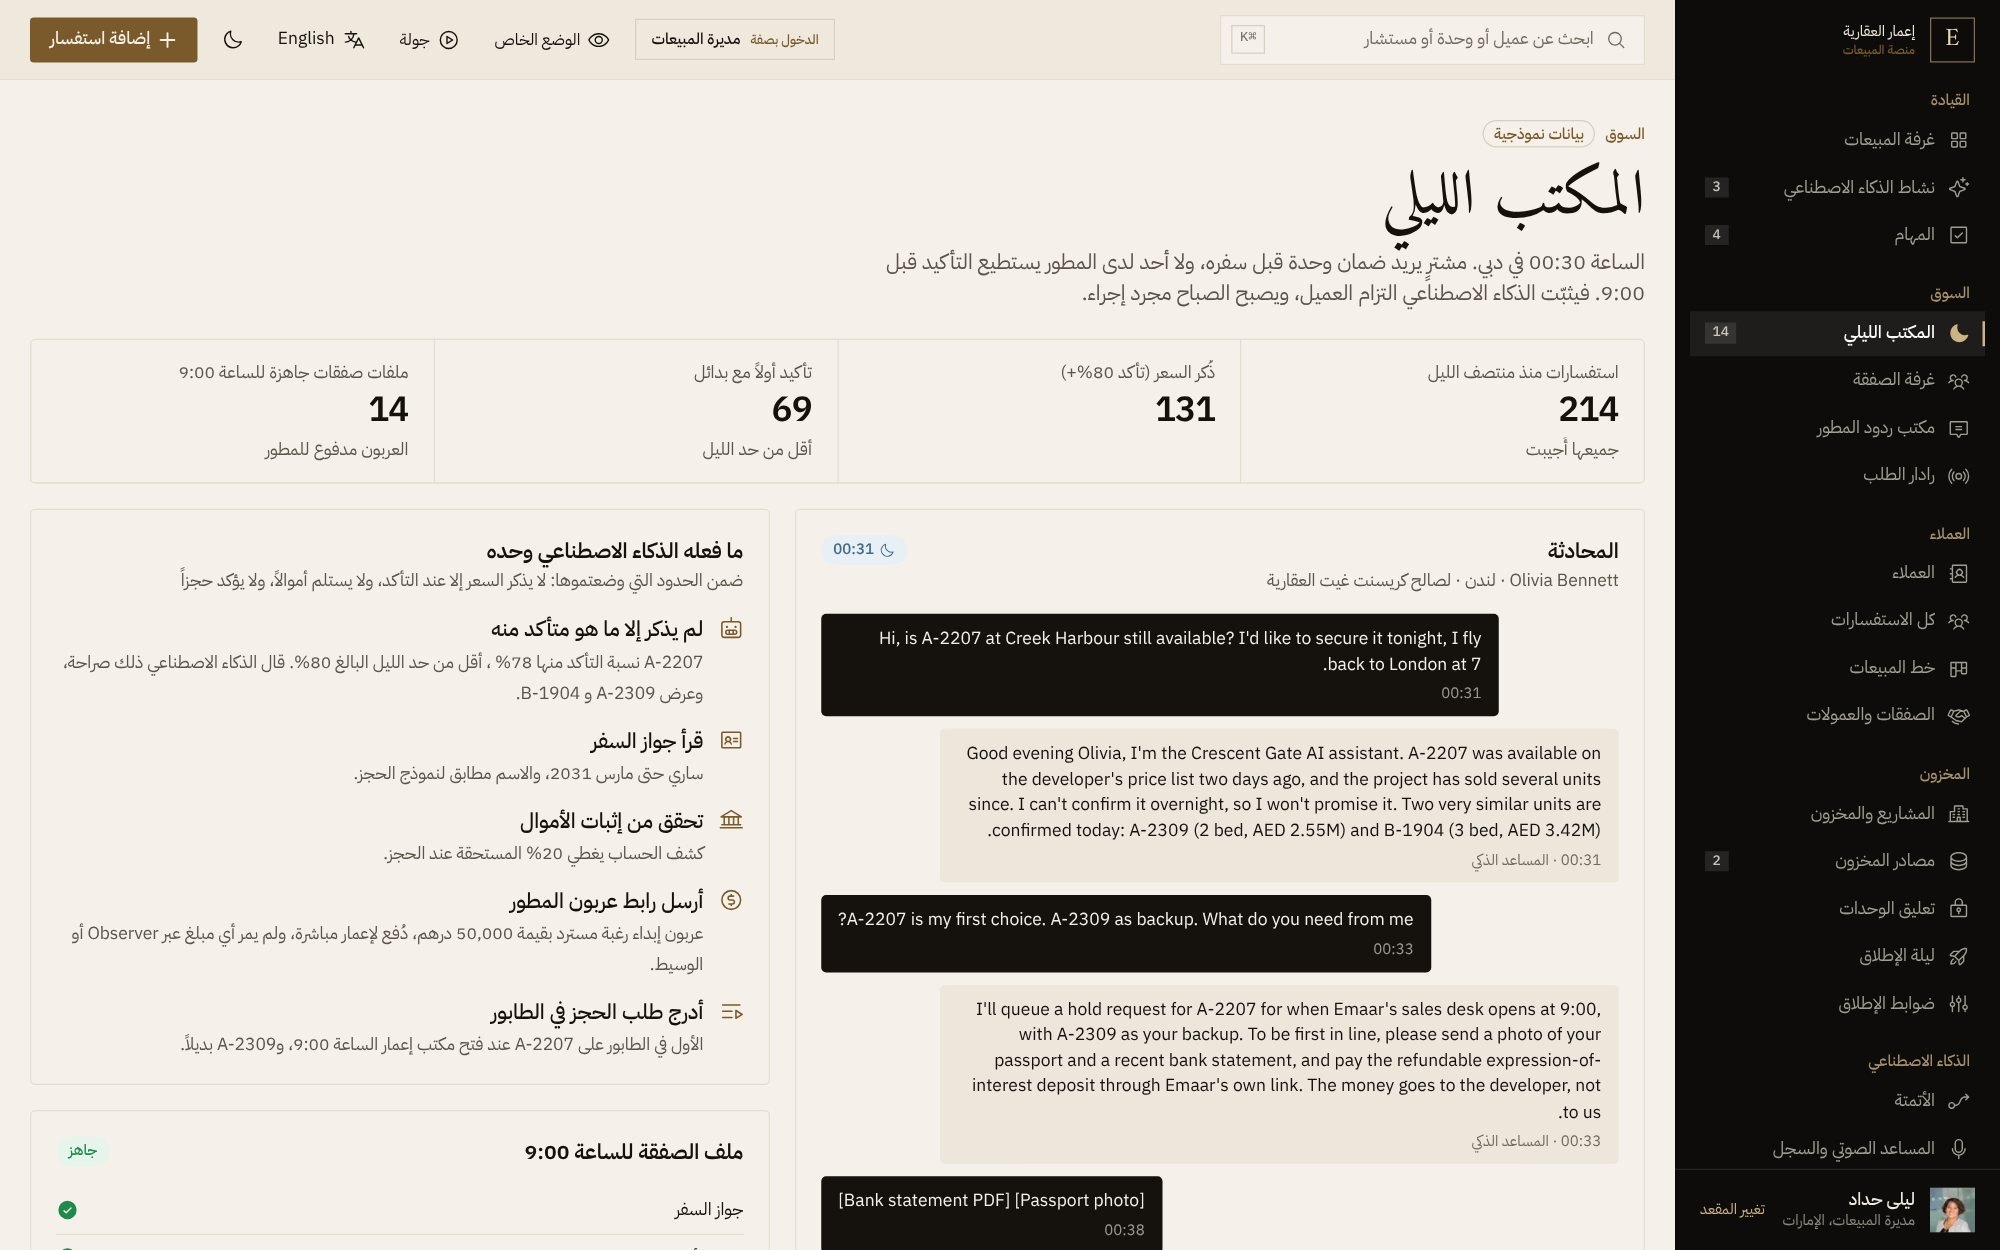 E
إعمار العقارية
منصة المبيعات
القيادة
غرفة المبيعات
نشاط الذكاء الاصطناعي
3
المهام
4
السوق
المكتب الليلي
14
غرفة الصفقة
مكتب ردود المطور
رادار الطلب
العملاء
العملاء
كل الاستفسارات
خط المبيعات
الصفقات والعمولات
المخزون
المشاريع والمخزون
مصادر المخزون
2
تعليق الوحدات
ليلة الإطلاق
ضوابط الإطلاق
الذكاء الاصطناعي
الأتمتة
المساعد الصوتي والسجل
ليلى حداد
مديرة المبيعات، الإمارات
تغيير المقعد
ابحث عن عميل أو وحدة أو مستشار
⌘K
الدخول بصفة مديرة المبيعات
الوضع الخاص
جولة
English
إضافة استفسار
السوق
بيانات نموذجية
المكتب الليلي
الساعة 00:30 في دبي. مشترٍ يريد ضمان وحدة قبل سفره، ولا أحد لدى المطور يستطيع التأكيد قبل
9:00. فيثبّت الذكاء الاصطناعي التزام العميل، ويصبح الصباح مجرد إجراء.
استفسارات منذ منتصف الليل
214
جميعها أجيبت
ذُكر السعر (تأكد 80%+)
131
تأكيد أولاً مع بدائل
69
أقل من حد الليل
ملفات صفقات جاهزة للساعة 9:00
14
العربون مدفوع للمطور
المحادثة
00:31
Olivia Bennett · لندن · لصالح كريسنت غيت العقارية
Hi, is A-2207 at Creek Harbour still available? I'd like to secure it tonight, I fly
back to London at 7.
00:31
Good evening Olivia, I'm the Crescent Gate AI assistant. A-2207 was available on
the developer's price list two days ago, and the project has sold several units
since. I can't confirm it overnight, so I won't promise it. Two very similar units are
confirmed today: A-2309 (2 bed, AED 2.55M) and B-1904 (3 bed, AED 3.42M).
00:31 · المساعد الذكي
A-2207 is my first choice. A-2309 as backup. What do you need from me?
00:33
I'll queue a hold request for A-2207 for when Emaar's sales desk opens at 9:00,
with A-2309 as your backup. To be first in line, please send a photo of your
passport and a recent bank statement, and pay the refundable expression-of-
interest deposit through Emaar's own link. The money goes to the developer, not
to us.
00:33 · المساعد الذكي
[Bank statement PDF] [Passport photo]
00:38
ما فعله الذكاء الاصطناعي وحده
ضمن الحدود التي وضعتموها: لا يذكر السعر إلا عند التأكد، ولا يستلم أموالاً، ولا يؤكد حجزاً
لم يذكر إلا ما هو متأكد منه
A-2207 نسبة التأكد منها 78% ، أقل من حد الليل البالغ 80%. قال الذكاء الاصطناعي ذلك صراحة،
وعرض A-2309 و B-1904.
قرأ جواز السفر
ساري حتى مارس 2031، والاسم مطابق لنموذج الحجز.
تحقق من إثبات الأموال
كشف الحساب يغطي 20% المستحقة عند الحجز.
أرسل رابط عربون المطور
عربون إبداء رغبة مسترد بقيمة 50,000 درهم، دُفع لإعمار مباشرة، ولم يمر أي مبلغ عبر Observer أو
الوسيط.
أدرج طلب الحجز في الطابور
الأول في الطابور على A-2207 عند فتح مكتب إعمار الساعة 9:00، وA-2309 بديلاً.
ملف الصفقة للساعة 9:00
جاهز
جواز السفر